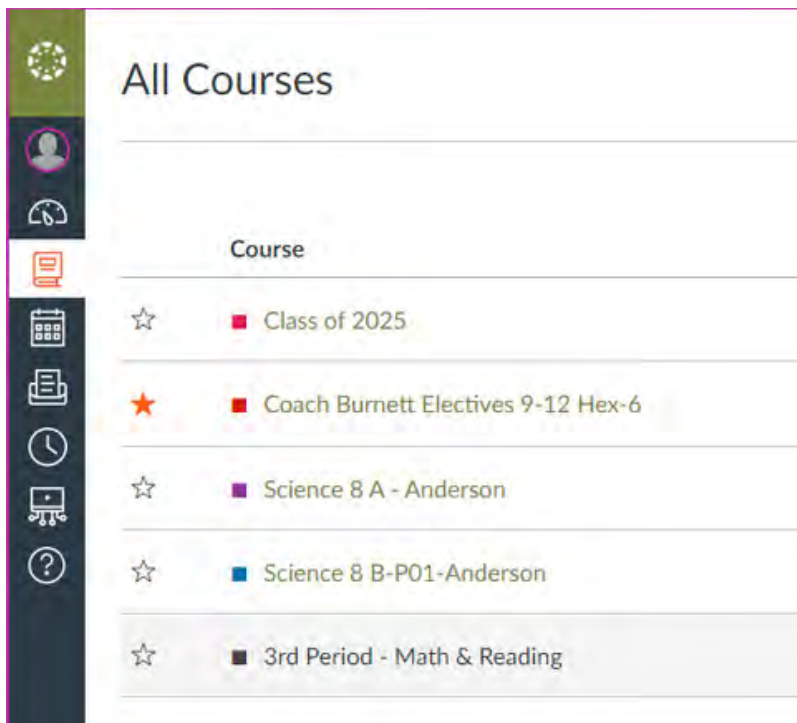 All Courses
Course
Class of 2025
Coach Burnett Electives 9-12 Hex-6
Science 8 A - Anderson
Science 8 B-P01-Anderson
3rd Period - Math & Reading